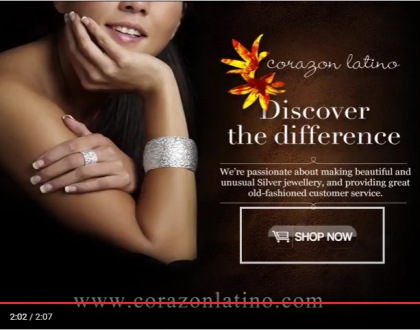 corazon latino
Discover
the difference
We're passionate about making beautiful and
unusual Silver jewellery, and providing great
old-fashioned customer service.
SHOP NOW
www.corazonlatino.com
2:02 / 2:07